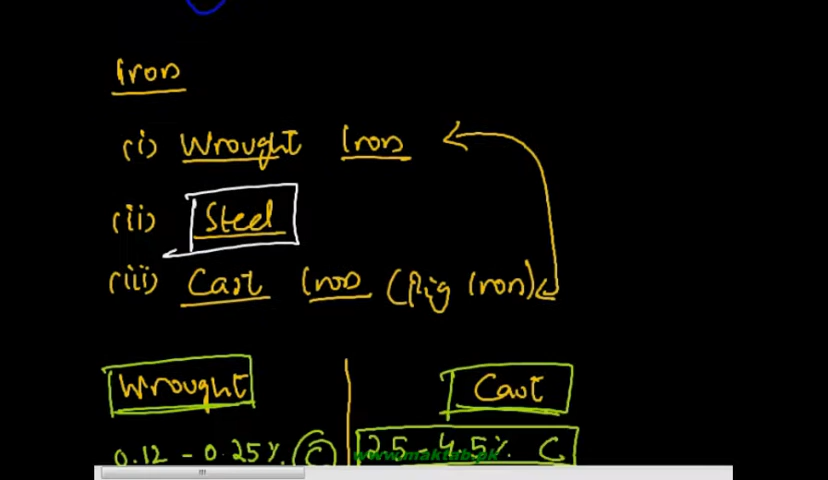 Iron
(i) Wrought Iron
(ii) Steel
(iii) Cast Iron (Pig Iron)
Wrought Cast
0.12 - 0.25% C 2.5 - 4.5% C
www.maktab.pk